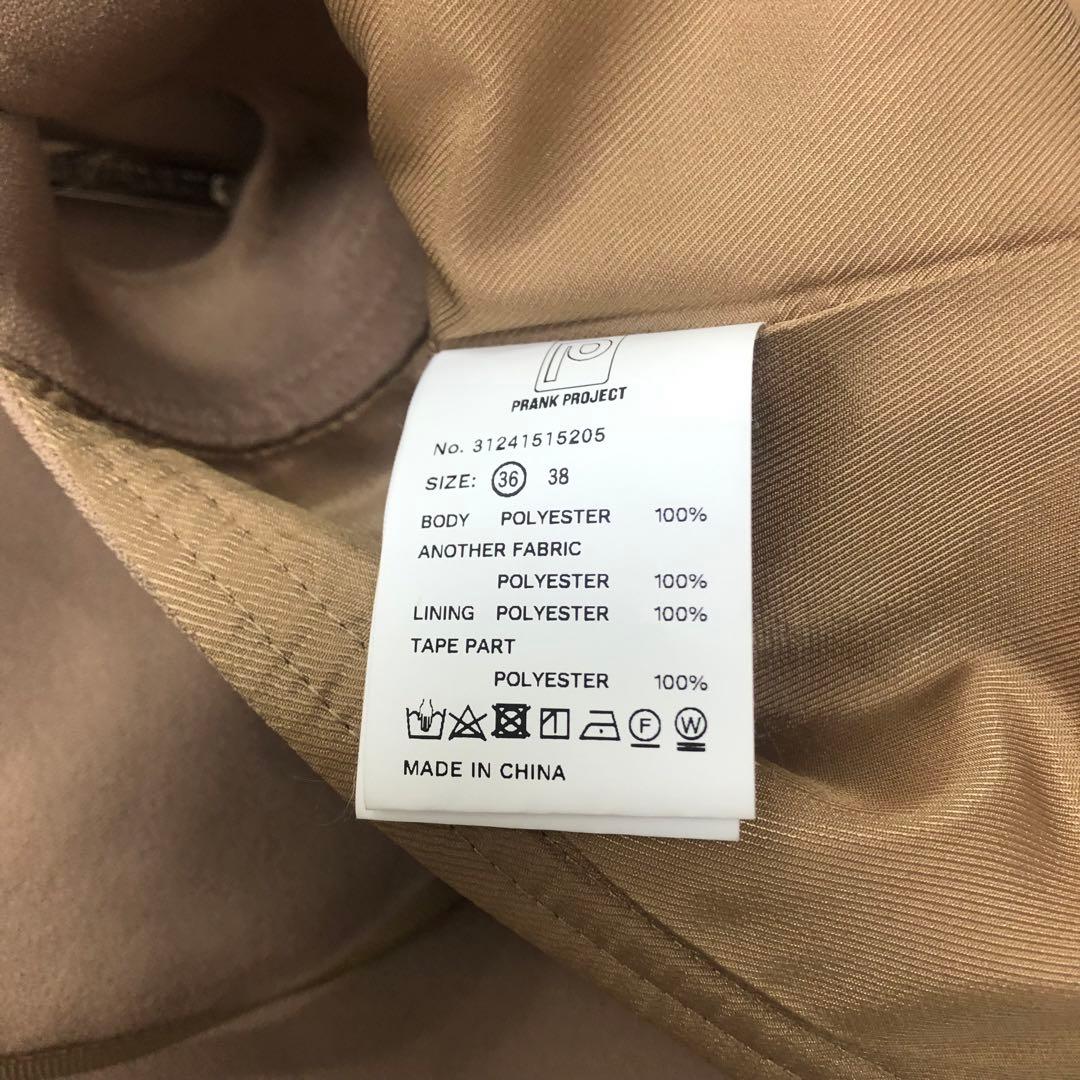 PRANK PROJECT
No. 31241515205
SIZE: 36 38
BODY POLYESTER 100%
ANOTHER FABRIC
POLYESTER 100%
LINING POLYESTER 100%
TAPE PART
POLYESTER 100%
F W
MADE IN CHINA